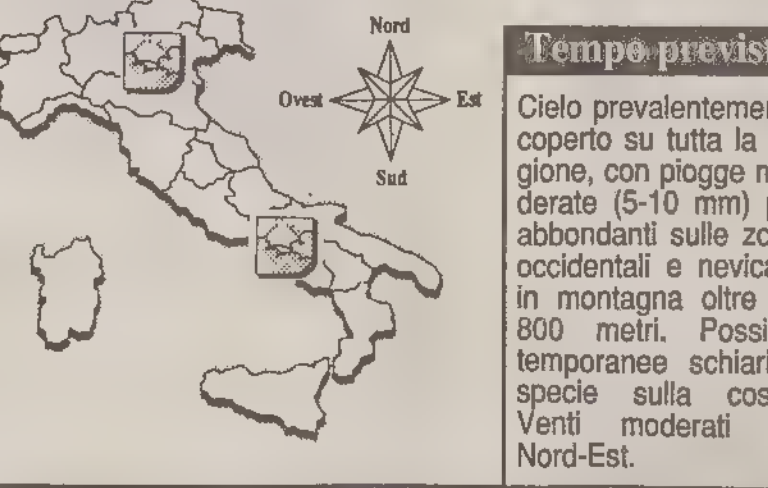 Nord
Ovest
Est
Sud
Tempo previst
Cielo prevalentemen
coperto su tutta la
gione, con piogge m
derate (5-10 mm) p
abbondanti sulle zo
occidentali e nevica
in montagna oltre
800 metri. Possi
temporanee schiari
specie sulla cos
Venti moderati
Nord-Est.